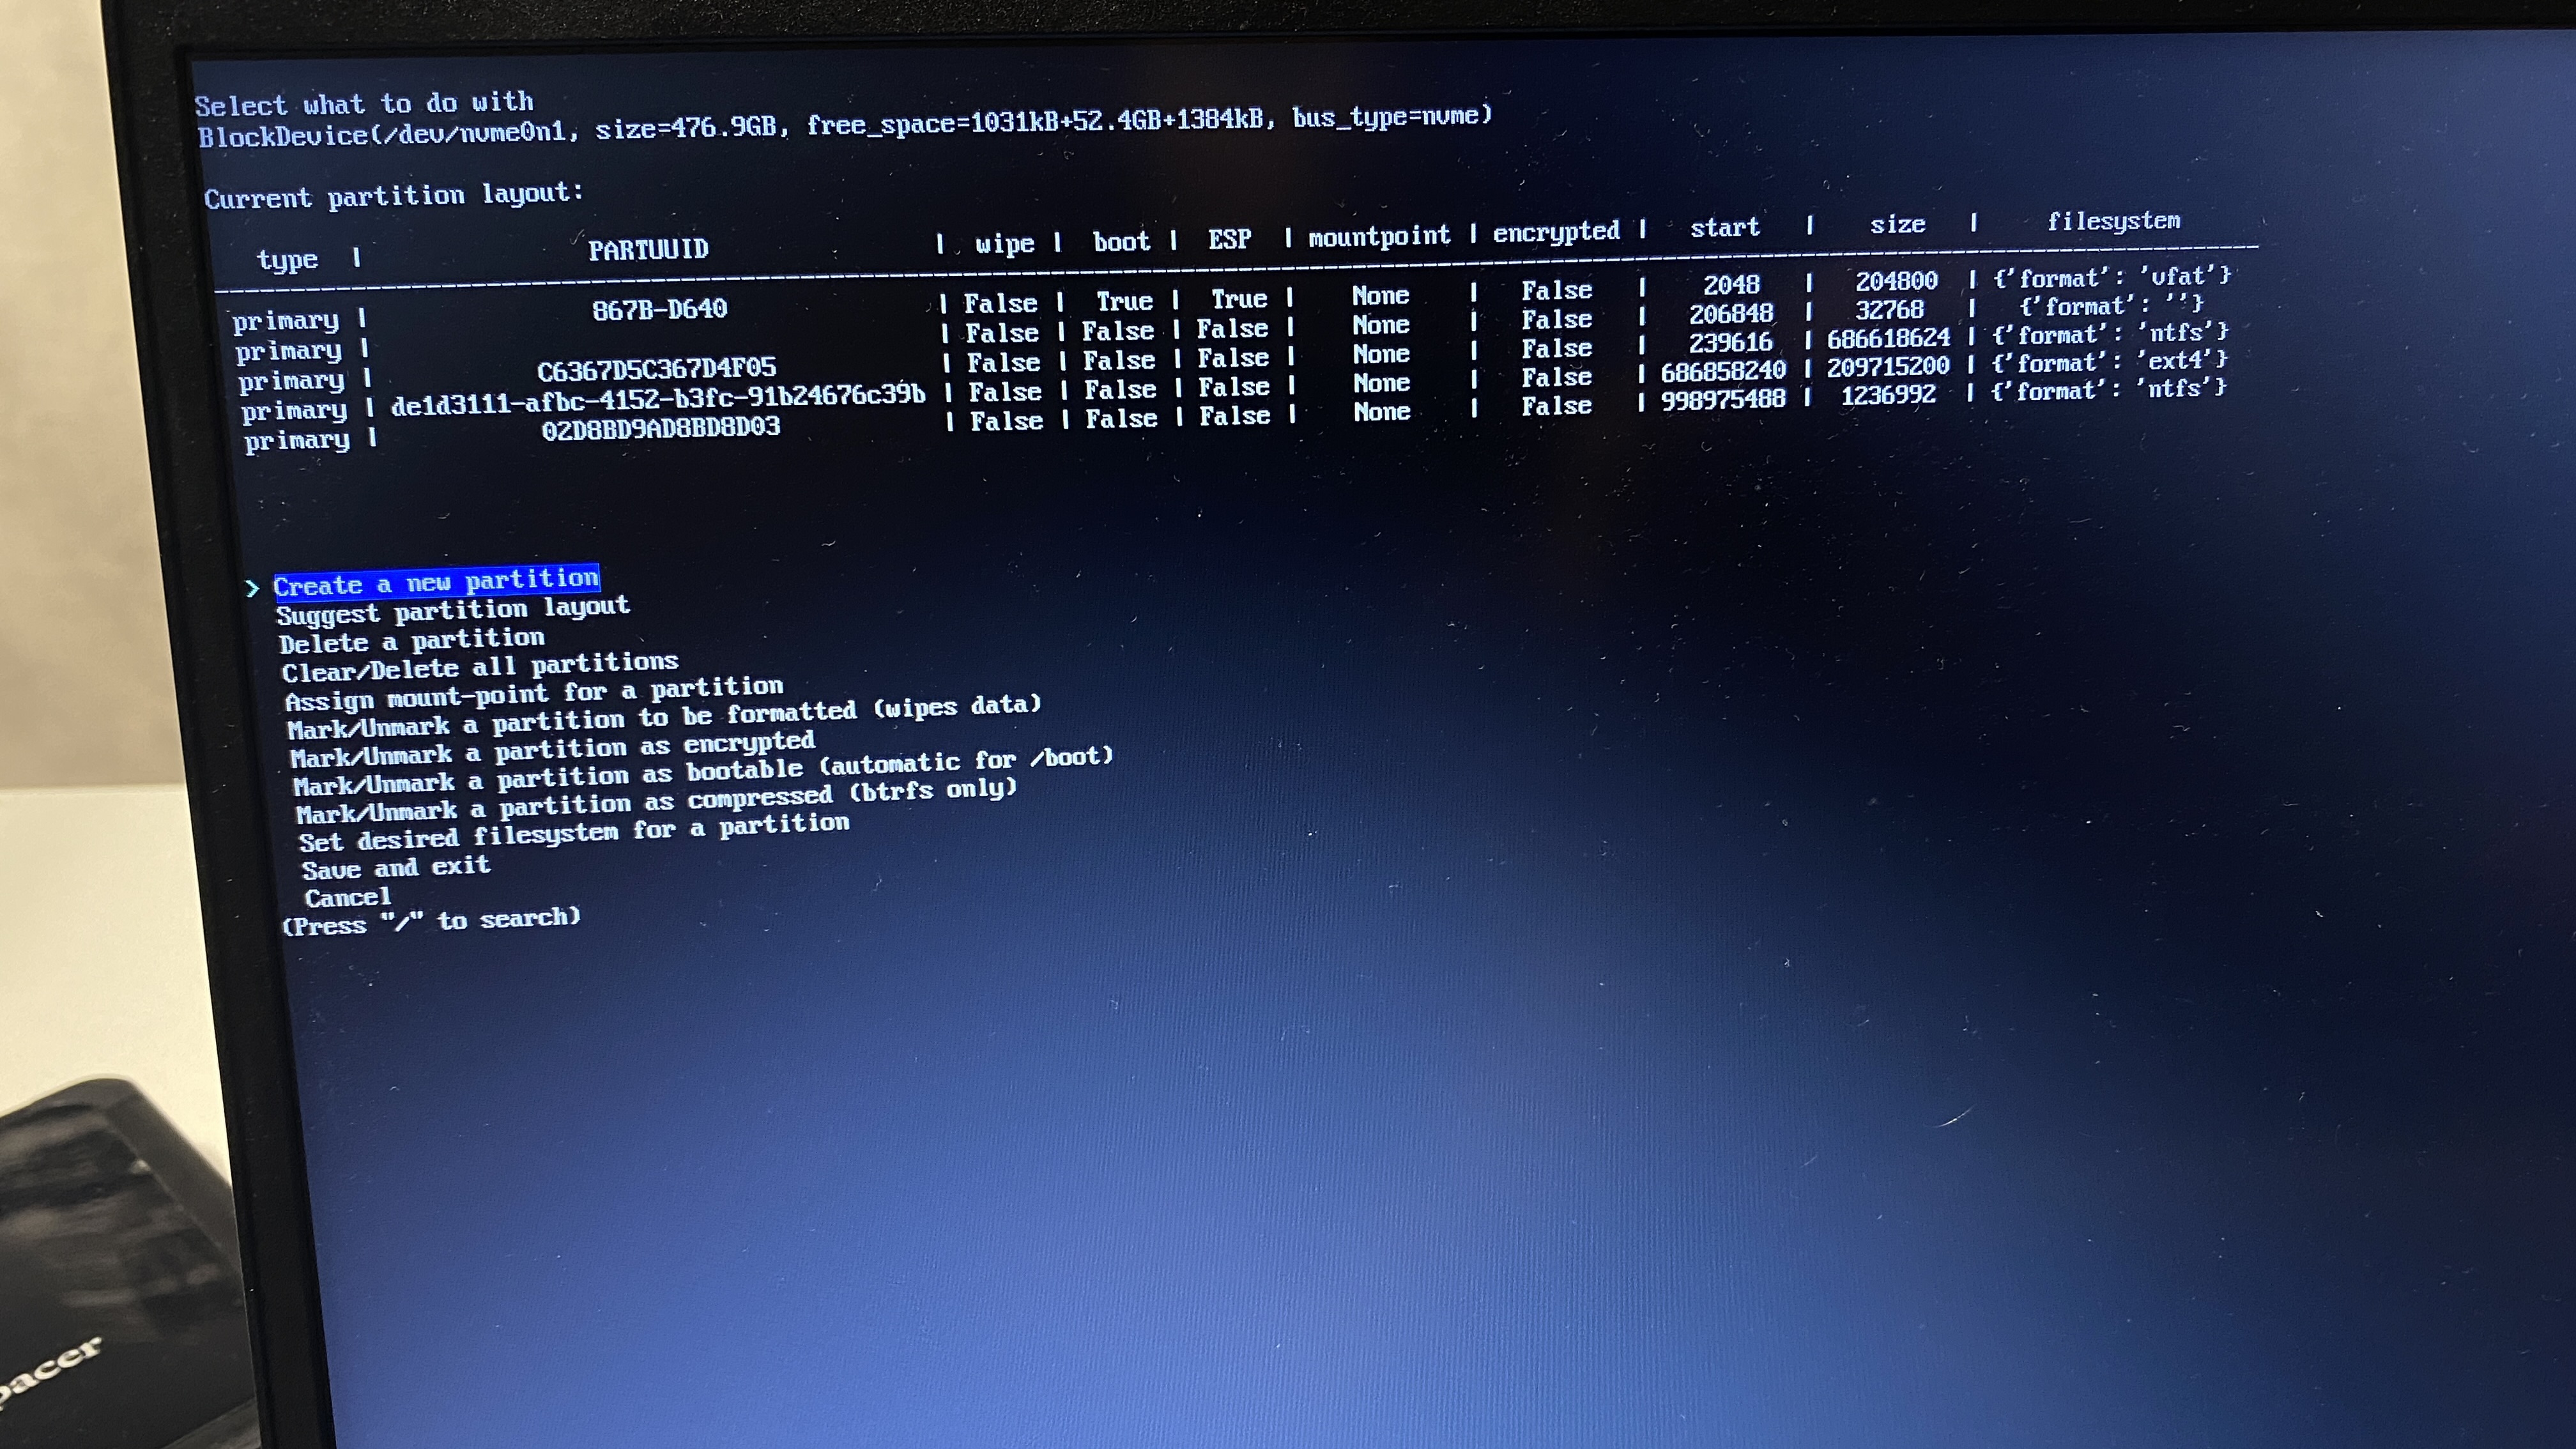 Select what to do with
BlockDevice(/dev/nvme0n1, size=476.9GB, free_space=1031kB+52.4GB+1384kB, bus_type=nvme)
Current partition layout:
type | PARTUUID | wipe | boot | ESP | mountpoint | encrypted | start | size | filesystem
primary | 867B-D640 | False | True | True | None | False | 2048 | 204800 | {'format': 'vfat'}
primary | | False | False | False | None | False | 206848 | 32768 | {'format': ''}
primary | C6367D5C367D4F05 | False | False | False | None | False | 239616 | 686618624 | {'format': 'ntfs'}
primary | de1d3111-afbc-4152-b3fc-91b24676c39b | False | False | False | None | False | 686858240 | 209715200 | {'format': 'ext4'}
primary | 02D8BD9AD8BD8D03 | False | False | False | None | False | 998975488 | 1236992 | {'format': 'ntfs'}
> Create a new partition
Suggest partition layout
Delete a partition
Clear/Delete all partitions
Assign mount-point for a partition
Mark/Unmark a partition to be formatted (wipes data)
Mark/Unmark a partition as encrypted
Mark/Unmark a partition as bootable (automatic for /boot)
Mark/Unmark a partition as compressed (btrfs only)
Set desired filesystem for a partition
Save and exit
Cancel
(Press "/" to search)
pacer